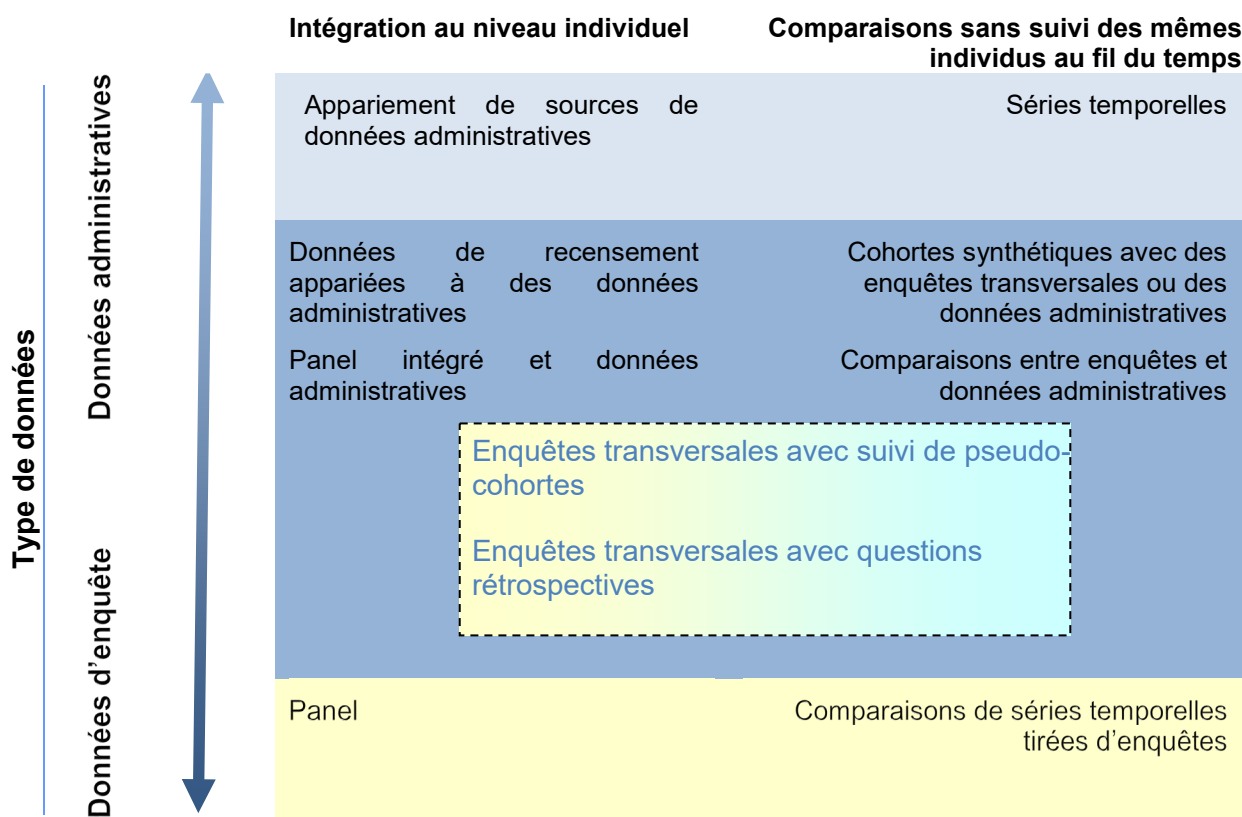 Intégration au niveau individuel
Comparaisons sans suivi des mêmes
individus au fil du temps
Type de données
Données administratives
Données d’enquête
Appariement de sources de
données administratives
Séries temporelles
Données de recensement
appariées à des données
administratives
Cohortes synthétiques avec des
enquêtes transversales ou des
données administratives
Panel intégré et données
administratives
Comparaisons entre enquêtes et
données administratives
Enquêtes transversales avec suivi de pseudo-
cohortes
Enquêtes transversales avec questions
rétrospectives
Panel
Comparaisons de séries temporelles
tirées d’enquêtes